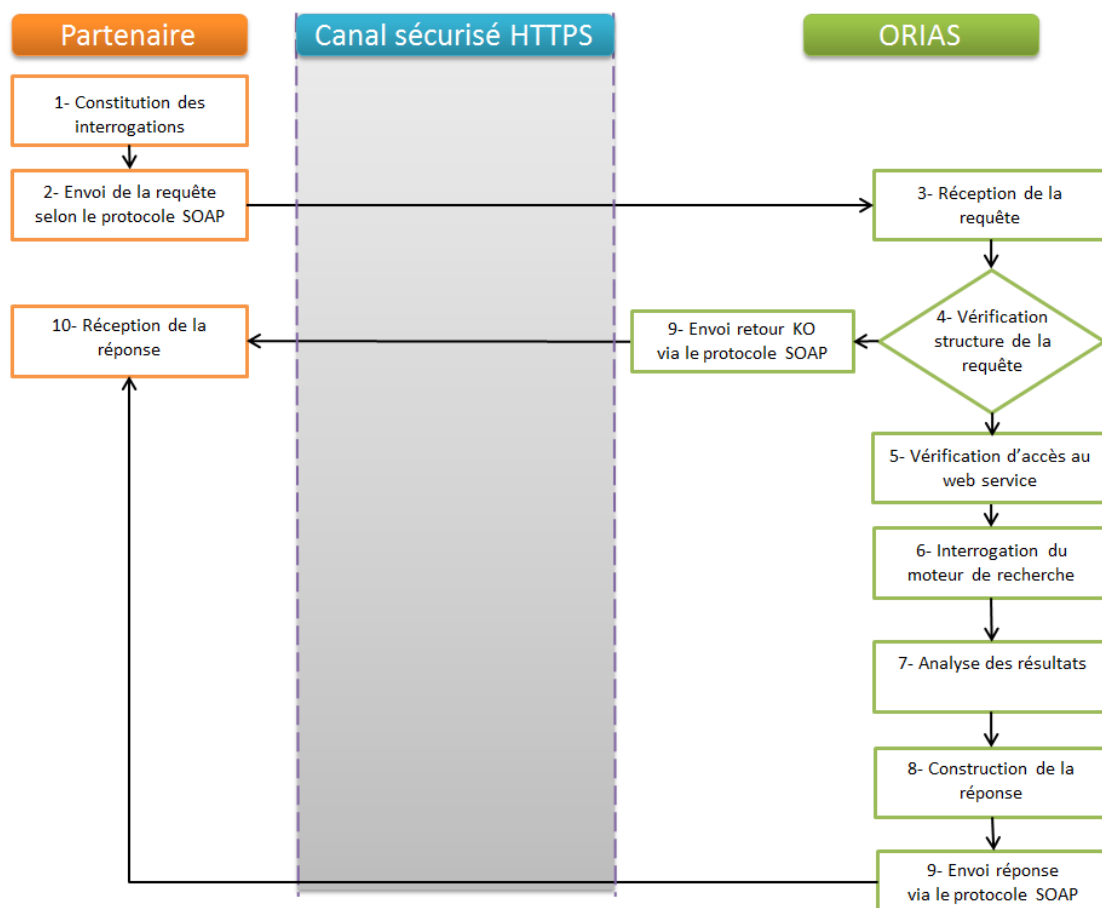 Partenaire
Canal sécurisé HTTPS
ORIAS
1- Constitution des
interrogations
2- Envoi de la requête
selon le protocole SOAP
3- Réception de la
requête
4- Vérification
structure de la
requête
9- Envoi retour KO
via le protocole SOAP
10- Réception de la
réponse
5- Vérification d'accès au
web service
6- Interrogation du
moteur de recherche
7- Analyse des résultats
8- Construction de la
réponse
9- Envoi réponse
via le protocole SOAP